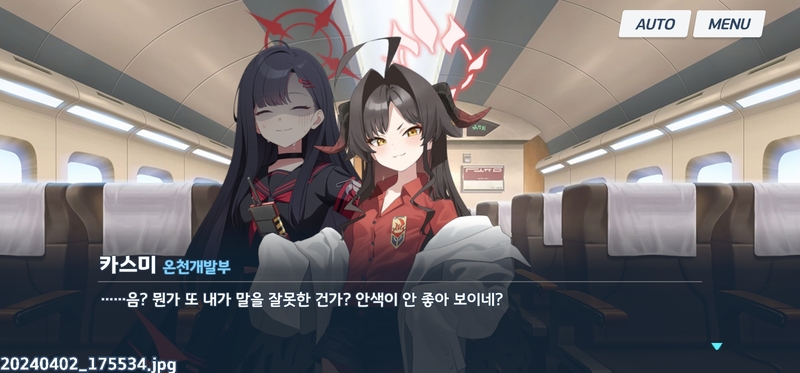 AUTO
MENU
카스미 온천개발부
……음? 뭔가 또 내가 말을 잘못한 건가? 안색이 안 좋아 보이네?
20240402_175534.jpg